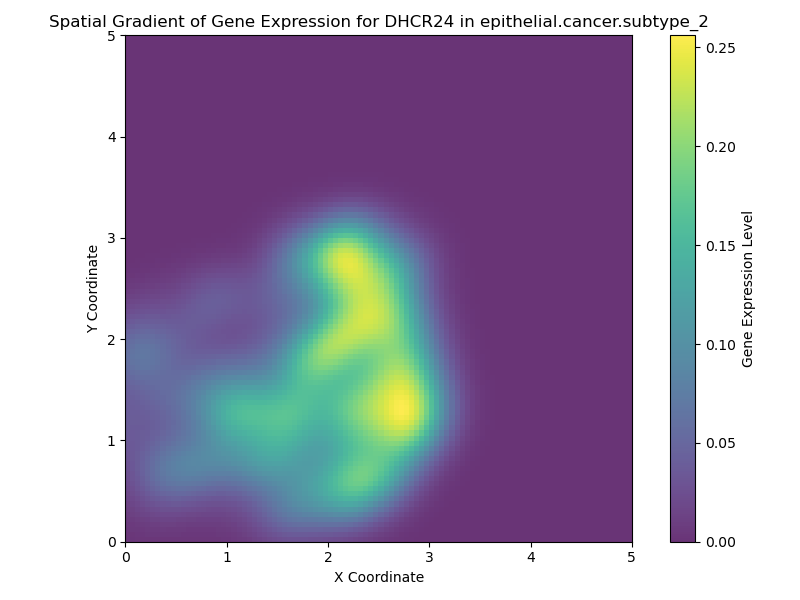 Spatial Gradient of Gene Expression for DHCR24 in epithelial.cancer.subtype_2
5
4
3
2
1
0
Y Coordinate
0 1 2 3 4 5
X Coordinate
0.25
0.20
0.15
0.10
0.05
0.00
Gene Expression Level